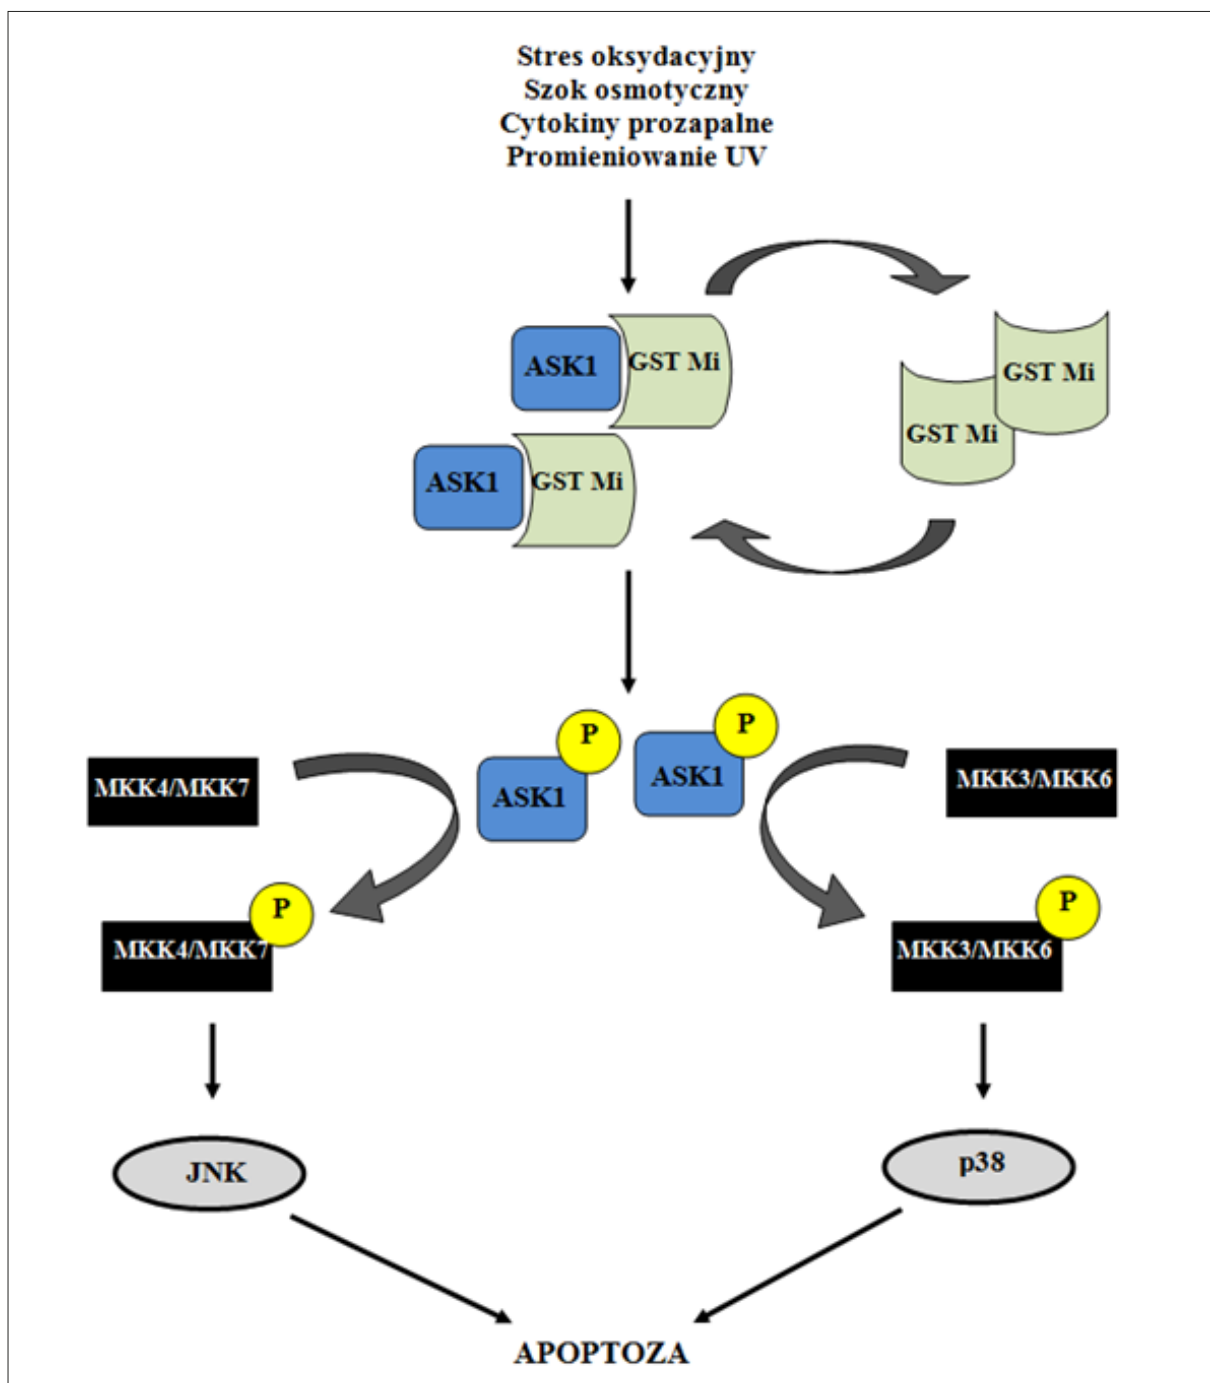 Stres oksydacyjny
Szok osmotyczny
Cytokiny prozapalne
Promieniowanie UV
ASK1
GST Mi
GST Mi
GST Mi
ASK1
GST Mi
P
P
ASK1
ASK1
MKK4/MKK7
MKK3/MKK6
P
P
MKK4/MKK7
MKK3/MKK6
JNK
p38
APOPTOZA